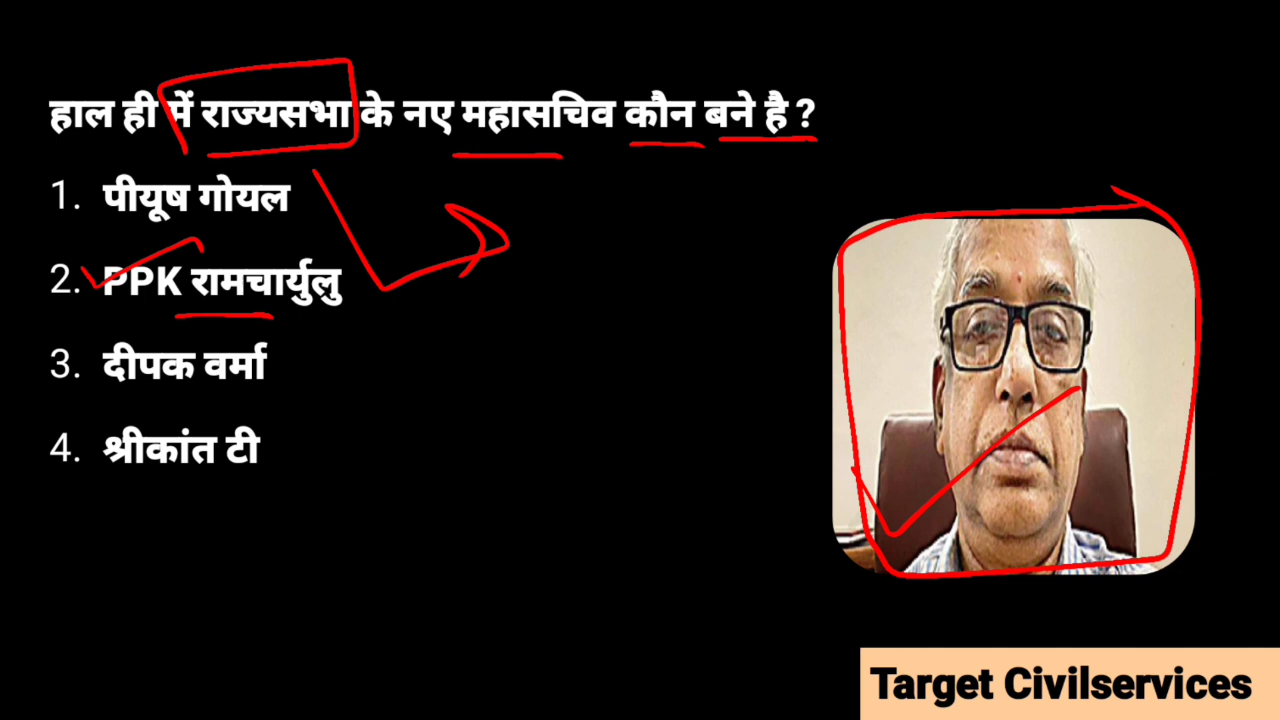 हाल ही में राज्यसभा के नए महासचिव कौन बने है ?
1. पीयूष गोयल
2. PPK रामचार्युलु
3. दीपक वर्मा
4. श्रीकांत टी
Target Civilservices